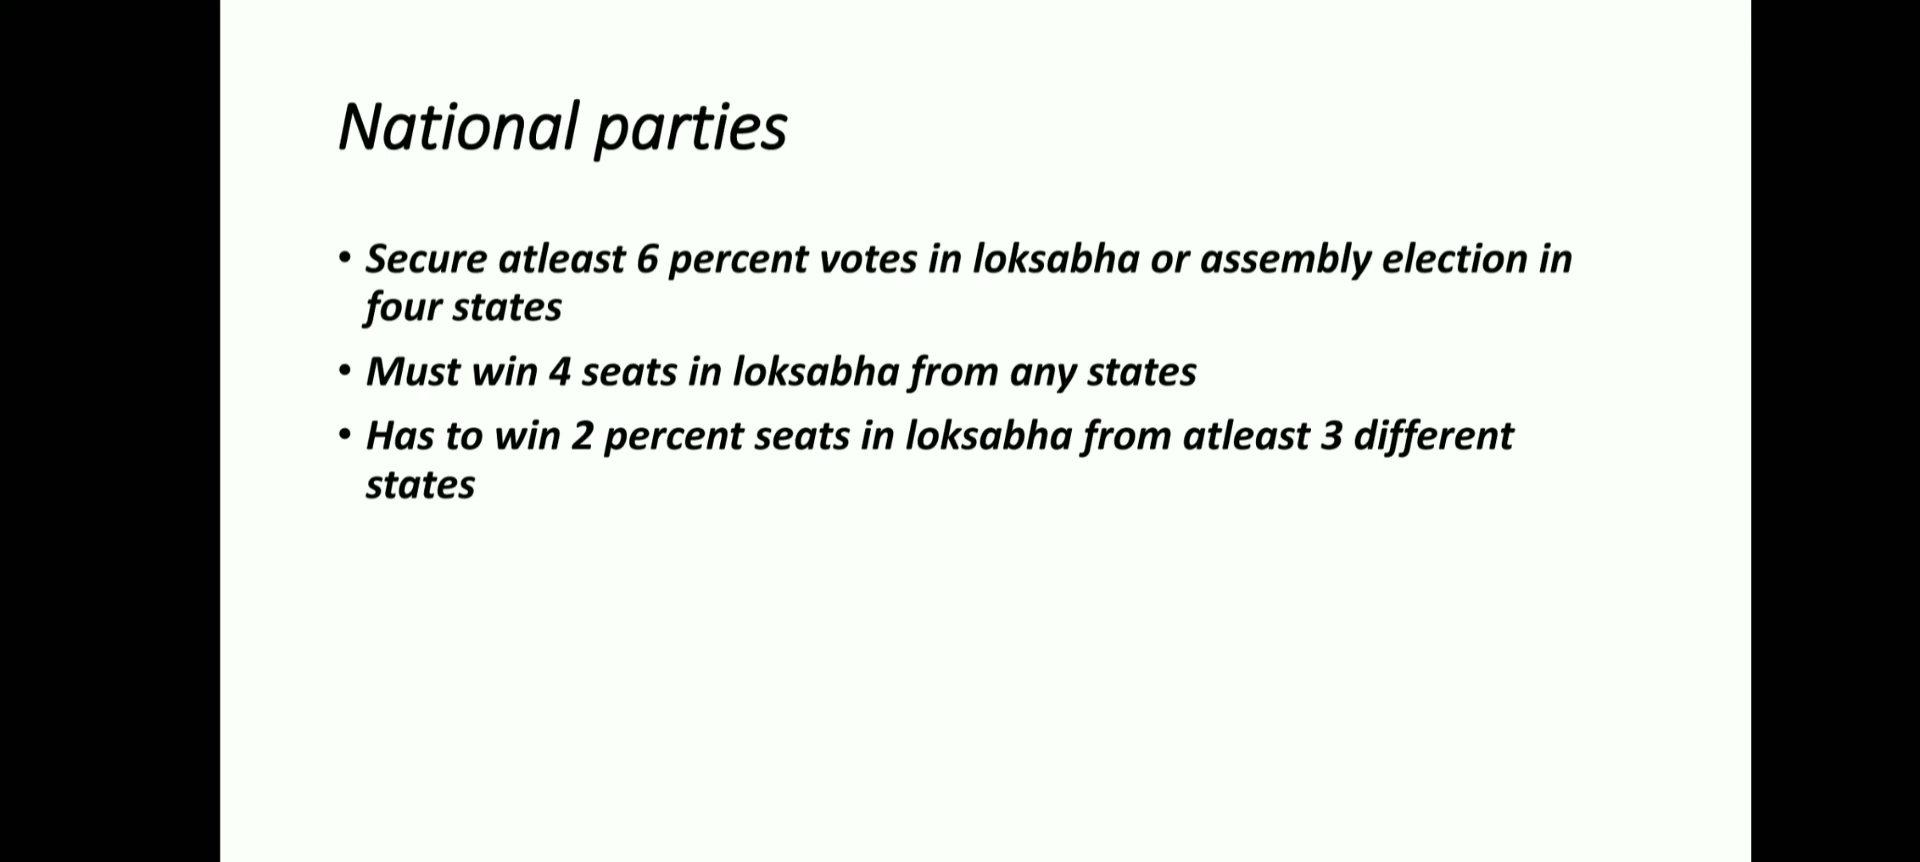 National parties
• Secure atleast 6 percent votes in loksabha or assembly election in
four states
• Must win 4 seats in loksabha from any states
• Has to win 2 percent seats in loksabha from atleast 3 different
states